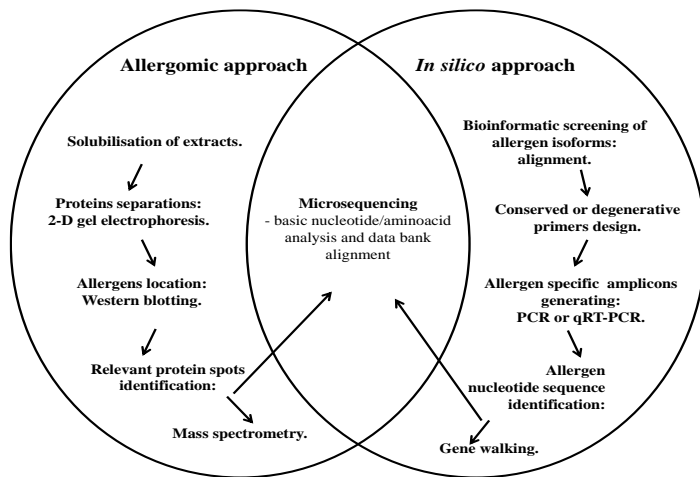 Allergomic approach
Solubilisation of extracts.
Proteins separations:
2-D gel electrophoresis.
Allergens location:
Western blotting.
Relevant protein spots
identification:
Mass spectrometry.
Microsequencing
- basic nucleotide/aminoacid
analysis and data bank
alignment
In silico approach
Bioinformatic screening of
allergen isoforms:
alignment.
Conserved or degenerative
primers design.
Allergen specific amplicons
generating:
PCR or qRT-PCR.
Allergen
nucleotide sequence
identification:
Gene walking.